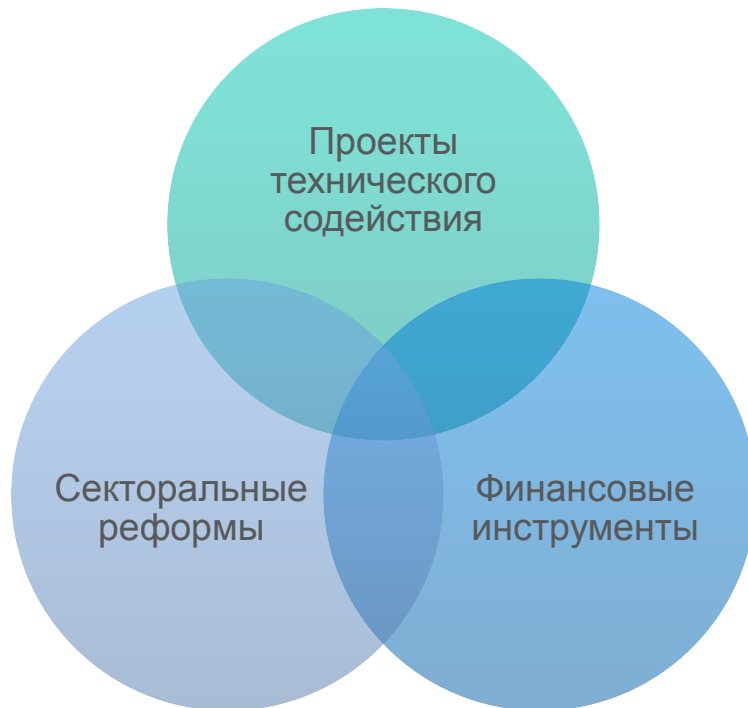 Проекты
технического
содействия
Секторальные
реформы
Финансовые
инструменты